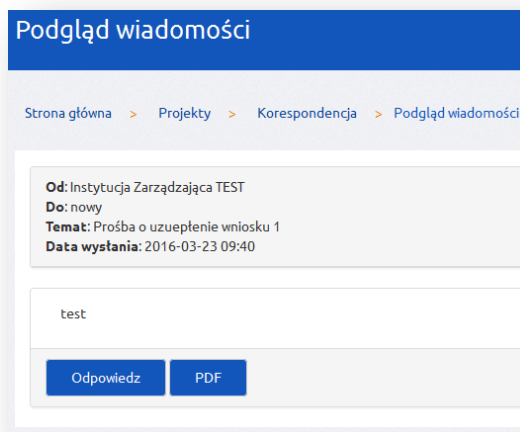 Podgląd wiadomości
Strona główna > Projekty > Korespondencja > Podgląd wiadomości
Od: Instytucja Zarządzająca TEST
Do: nowy
Temat: Prośba o uzuepłenie wniosku 1
Data wysłania: 2016-03-23 09:40
test
Odpowiedz PDF